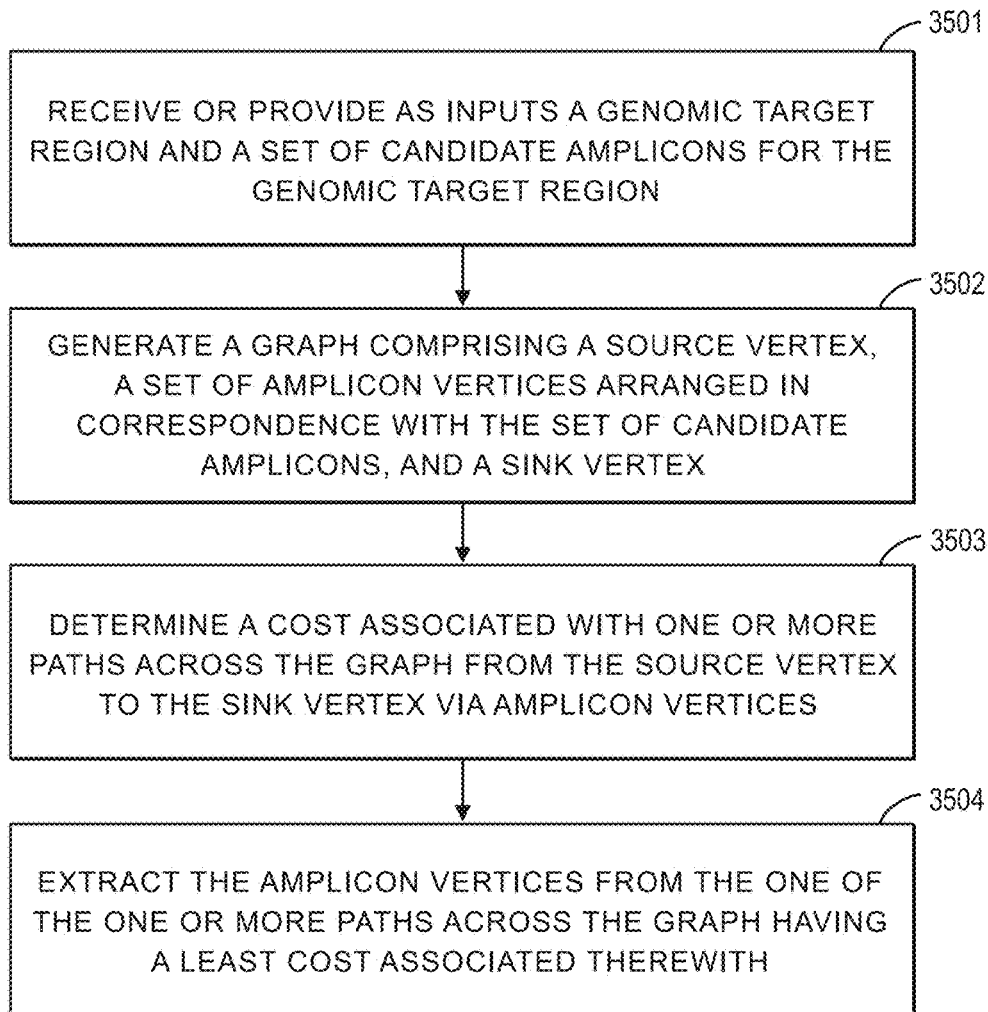 3501
RECEIVE OR PROVIDE AS INPUTS A GENOMIC TARGET
REGION AND A SET OF CANDIDATE AMPLICONS FOR THE
GENOMIC TARGET REGION
3502
GENERATE A GRAPH COMPRISING A SOURCE VERTEX,
A SET OF AMPLICON VERTICES ARRANGED IN
CORRESPONDENCE WITH THE SET OF CANDIDATE
AMPLICONS, AND A SINK VERTEX
3503
DETERMINE A COST ASSOCIATED WITH ONE OR MORE
PATHS ACROSS THE GRAPH FROM THE SOURCE VERTEX
TO THE SINK VERTEX VIA AMPLICON VERTICES
3504
EXTRACT THE AMPLICON VERTICES FROM THE ONE OF
THE ONE OR MORE PATHS ACROSS THE GRAPH HAVING
A LEAST COST ASSOCIATED THEREWITH